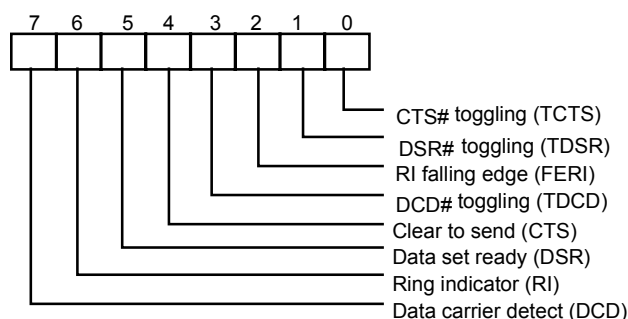 7 6 5 4 3 2 1 0
CTS# toggling (TCTS)
DSR# toggling (TDSR)
RI falling edge (FERI)
DCD# toggling (TDCD)
Clear to send (CTS)
Data set ready (DSR)
Ring indicator (RI)
Data carrier detect (DCD)